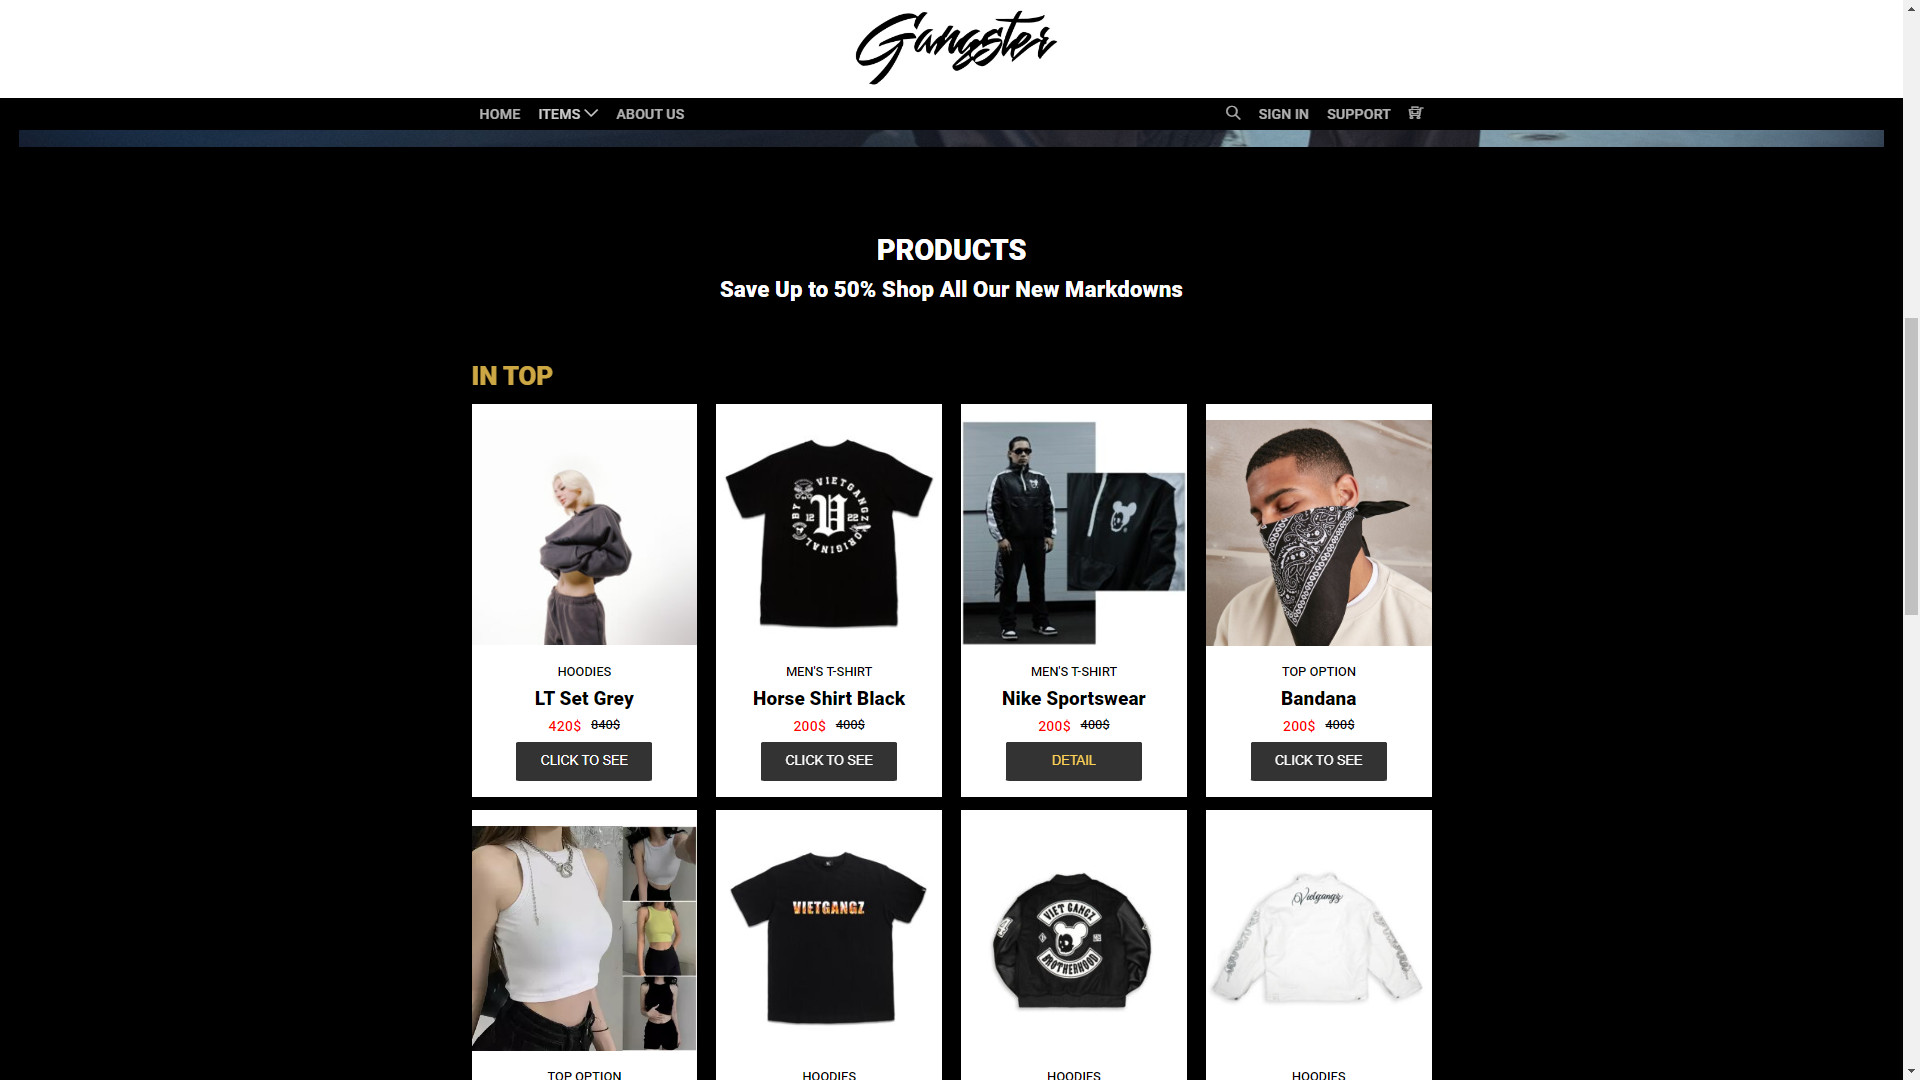 Gangster
HOME ITEMS ABOUT US SIGN IN SUPPORT
PRODUCTS
Save Up to 50% Shop All Our New Markdowns
IN TOP
BY VIETGANGZ ORIGINAL
V
12 22
HOODIES
LT Set Grey
420$ 840$
CLICK TO SEE
MEN'S T-SHIRT
Horse Shirt Black
200$ 400$
CLICK TO SEE
MEN'S T-SHIRT
Nike Sportswear
200$ 400$
DETAIL
TOP OPTION
Bandana
200$ 400$
CLICK TO SEE
VIETGANGZ
VIET GANGZ
BROTHERHOOD
Vietgangz
TOP OPTION
HOODIES
HOODIES
HOODIES